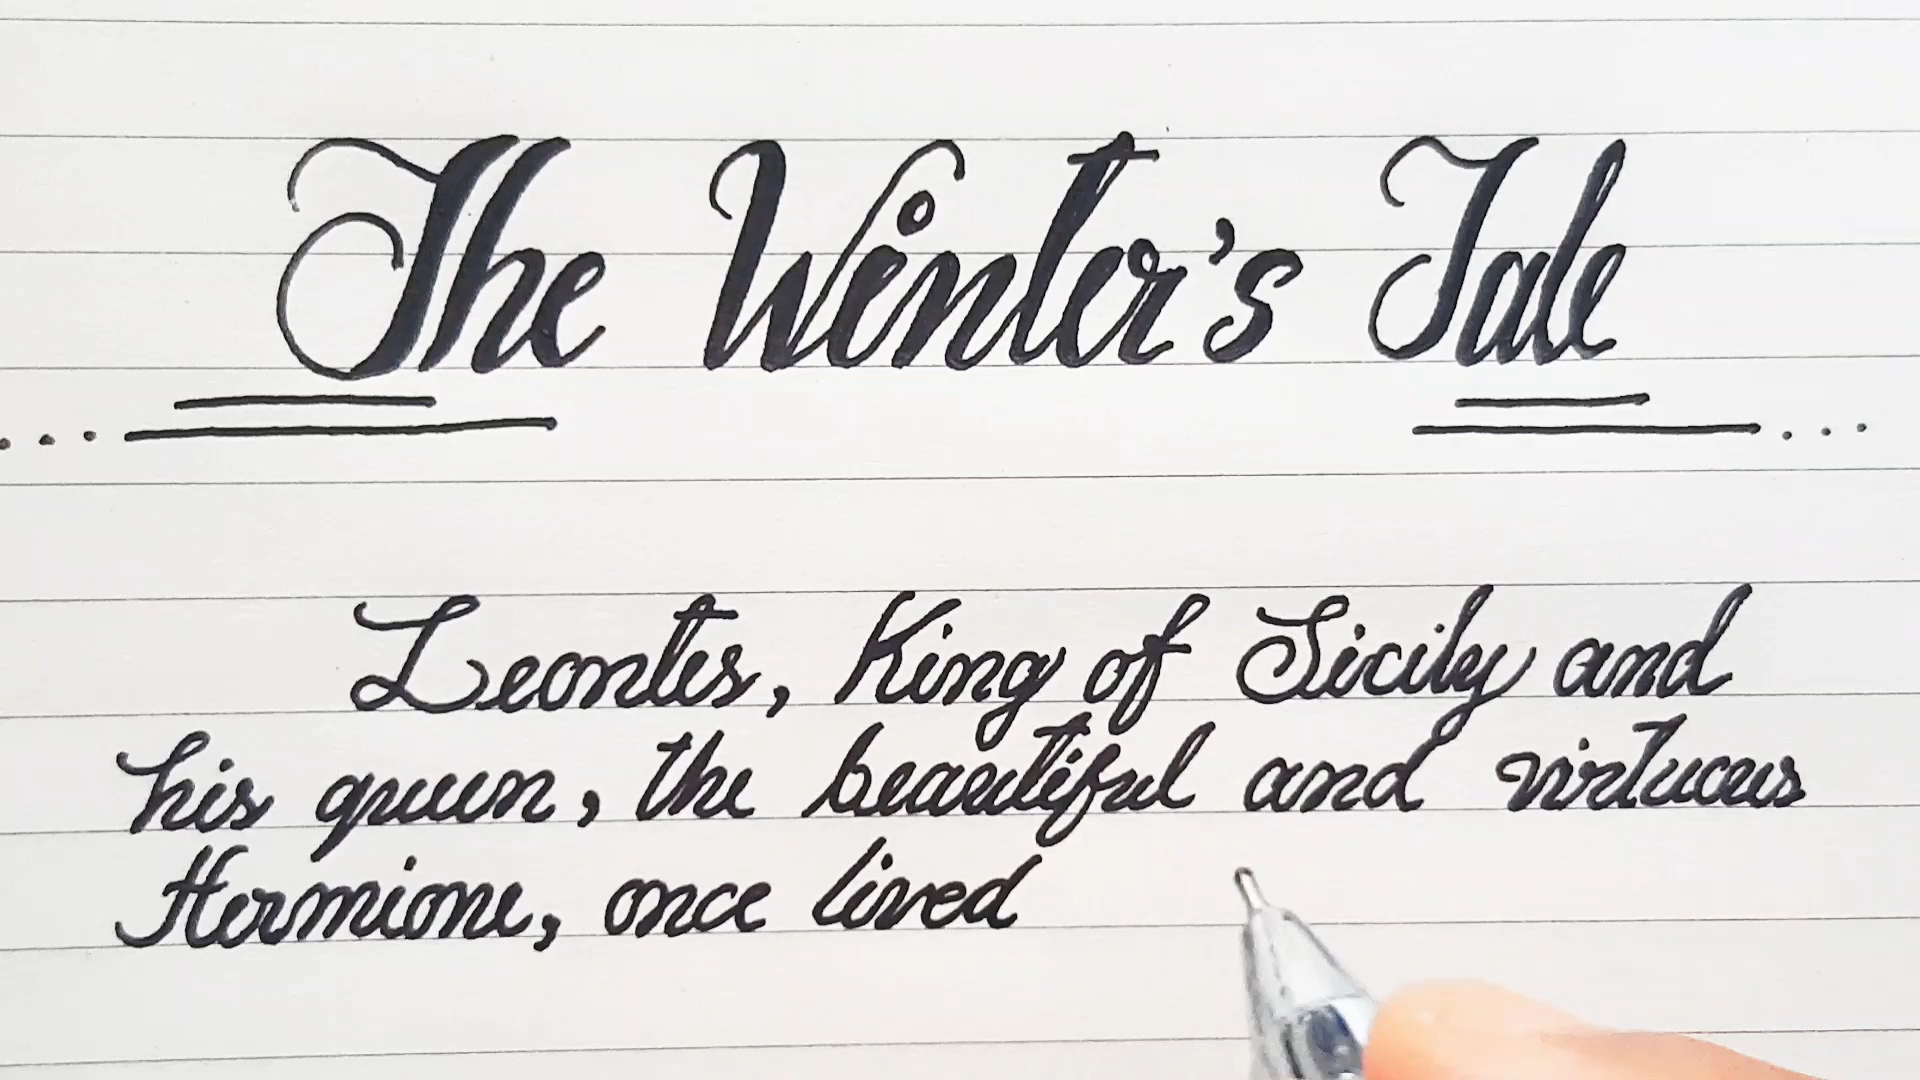 The Winter's Tale
Leontes, King of Sicily and
his queen, the beautiful and virtuous
Hermione, once lived